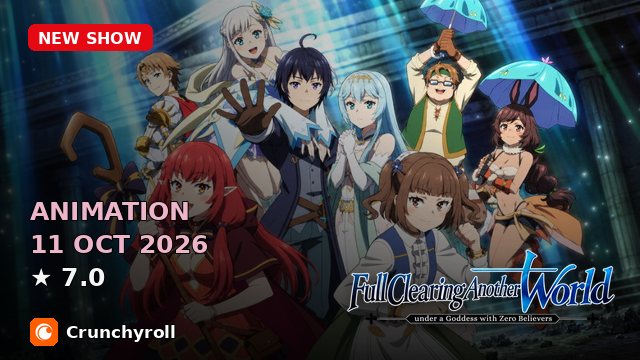 NEW SHOW
ANIMATION
11 OCT 2026
★ 7.0
Crunchyroll
Full Clearing Another World
under a Goddess with Zero Believers